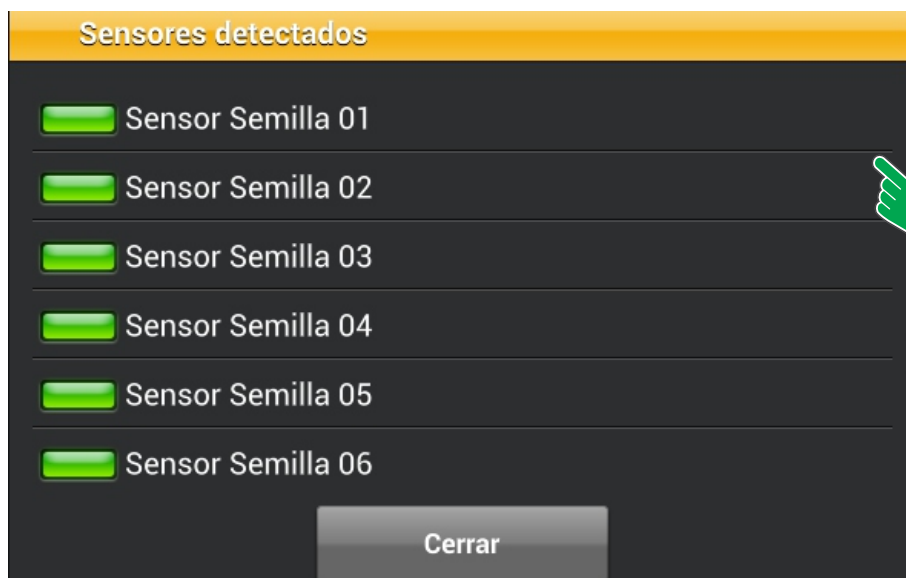 Sensores detectados
Sensor Semilla 01
Sensor Semilla 02
Sensor Semilla 03
Sensor Semilla 04
Sensor Semilla 05
Sensor Semilla 06
Cerrar